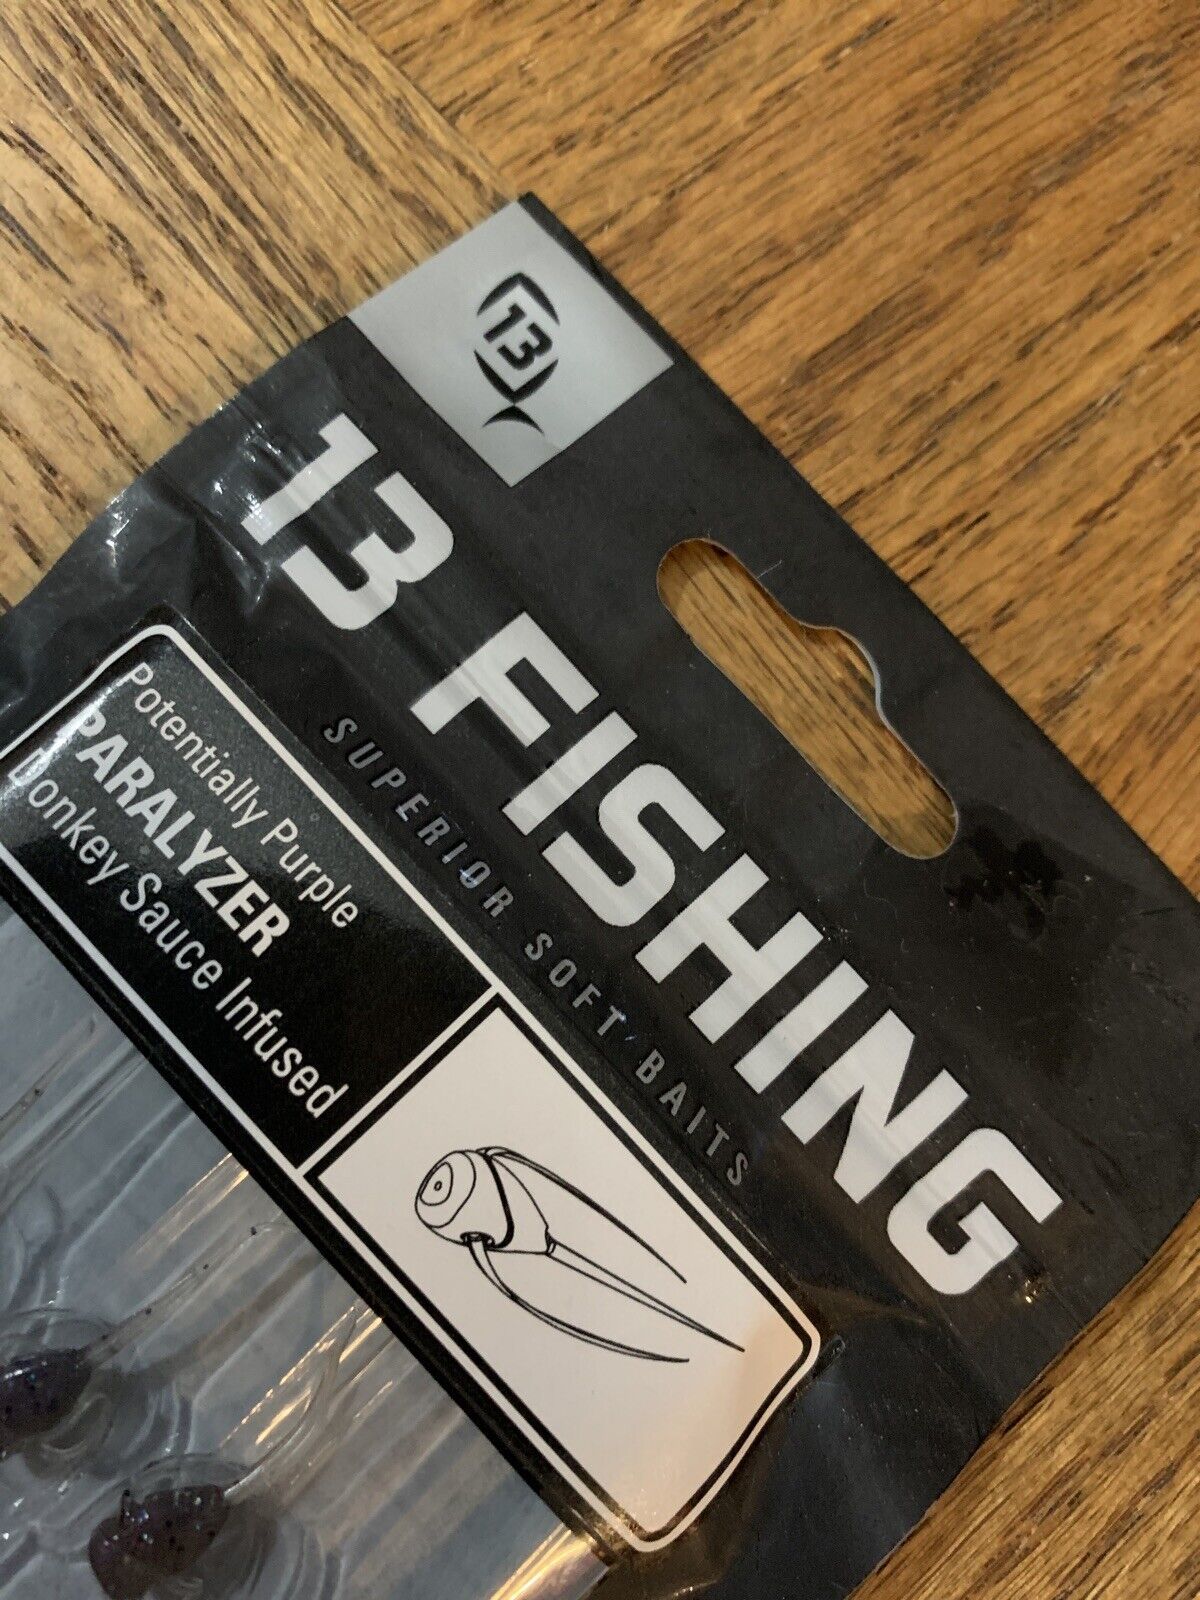 13
13 FISHING
SUPERIOR SOFT BAITS
Potentially Purple
PARALYZER
Donkey Sauce Infused